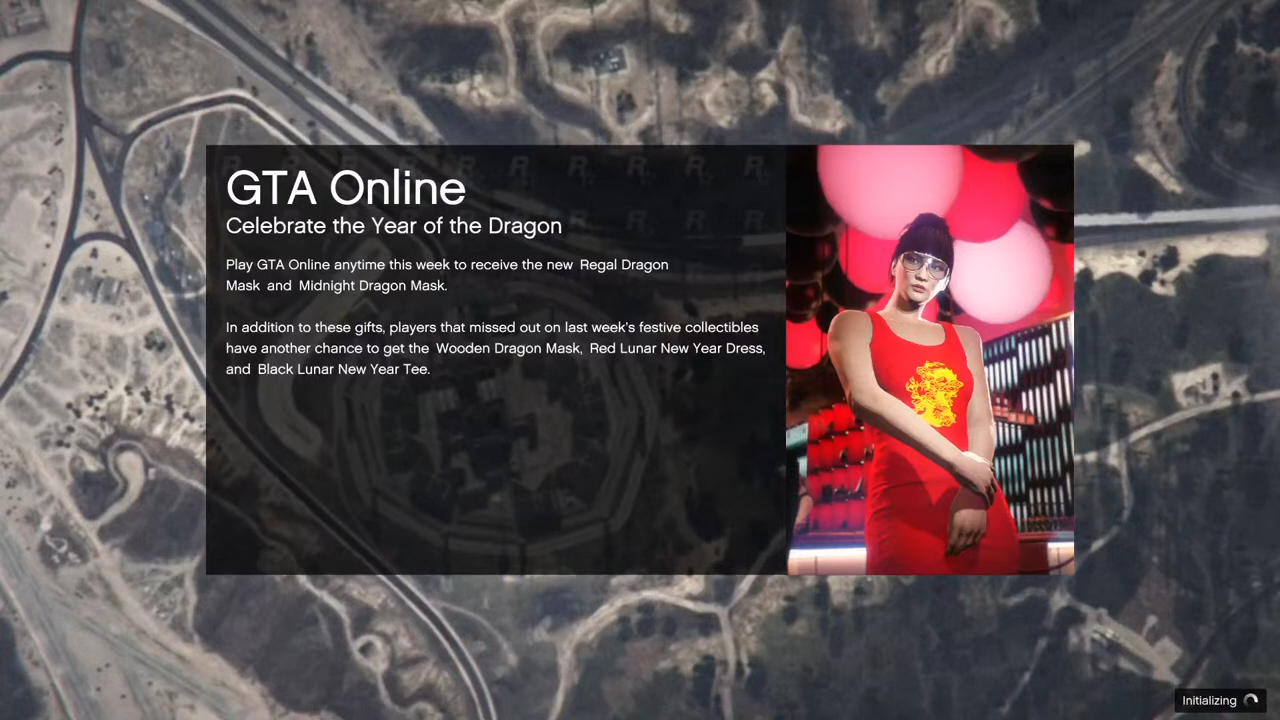 GTA Online
Celebrate the Year of the Dragon
Play GTA Online anytime this week to receive the new Regal Dragon
Mask and Midnight Dragon Mask.
In addition to these gifts, players that missed out on last week's festive collectibles
have another chance to get the Wooden Dragon Mask, Red Lunar New Year Dress,
and Black Lunar New Year Tee.
Initializing